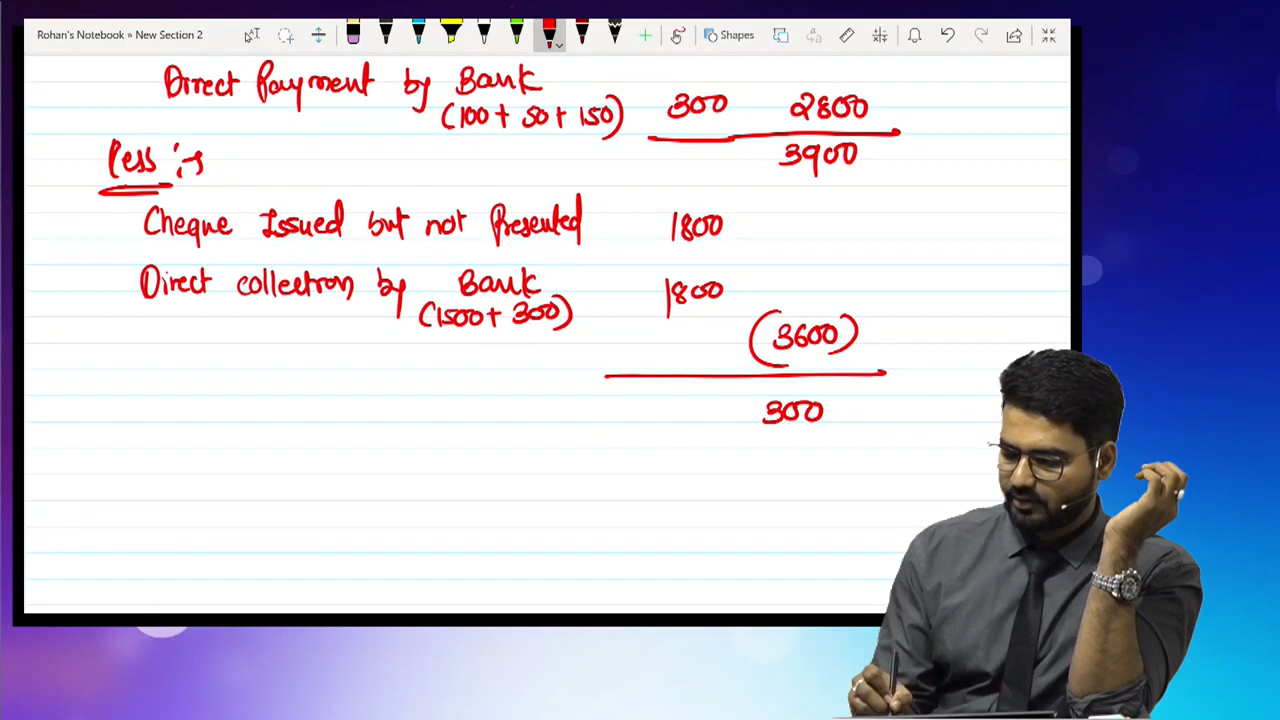 Rohan's Notebook » New Section 2
Shapes
Direct Payment by Bank
(100 + 50 + 150) 300 2800
3900
Less :-
Cheque Issued but not Presented 1800
Direct collection by Bank 1800
(1500 + 300)
(3600)
300